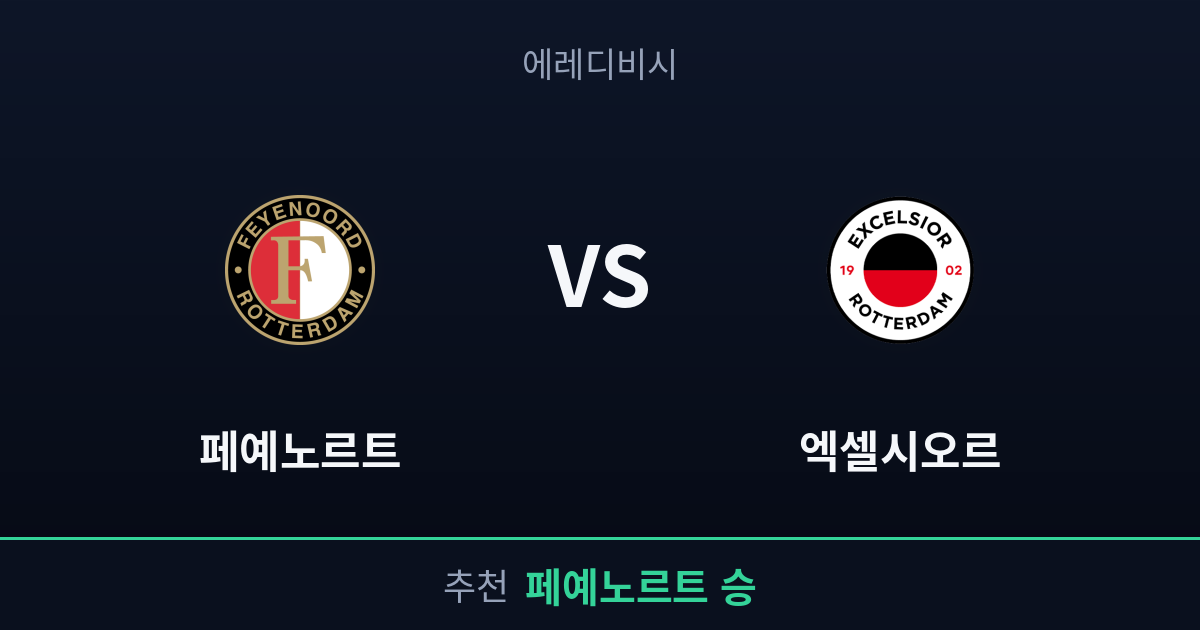 에레디비시
FEYENOORD
ROTTERDAM
F
VS
EXCELSIOR
19 02
ROTTERDAM
페예노르트
엑셀시오르
추천 페예노르트 승